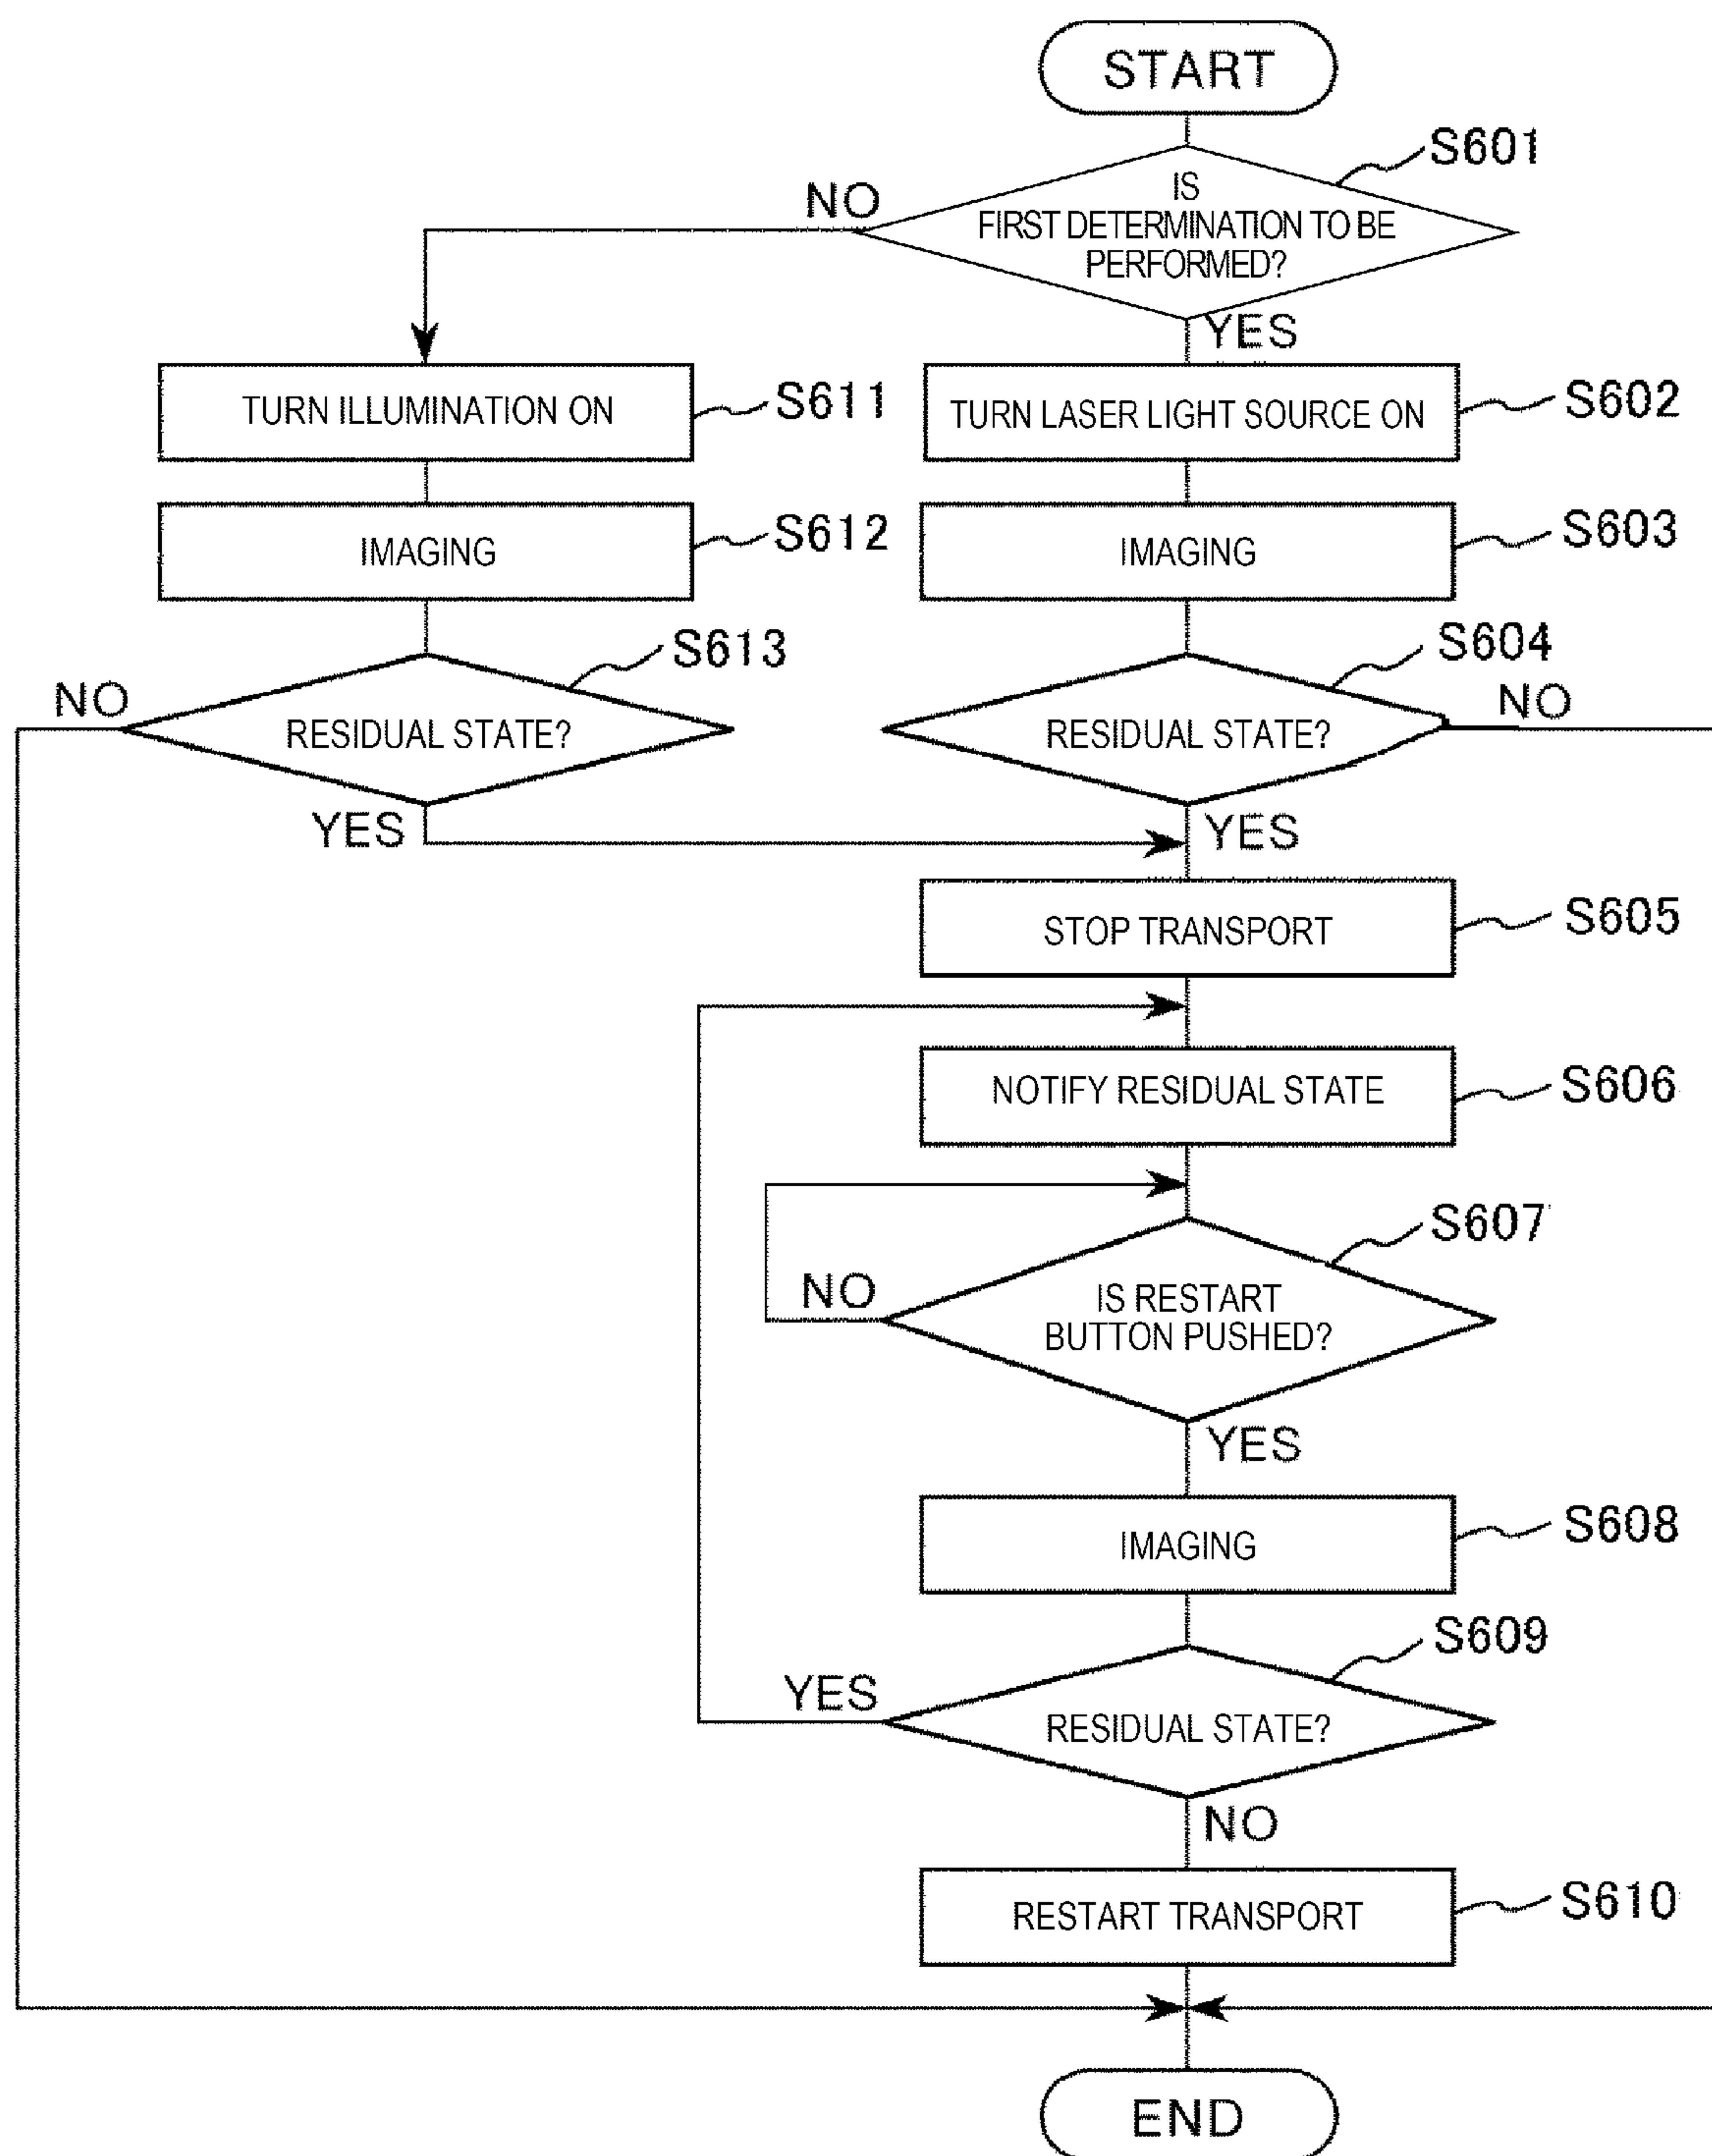 START
S601
IS
FIRST DETERMINATION TO BE
PERFORMED?
NO
YES
TURN ILLUMINATION ON
S611
TURN LASER LIGHT SOURCE ON
S602
IMAGING
S612
IMAGING
S603
S613
S604
NO
RESIDUAL STATE?
RESIDUAL STATE?
NO
YES
YES
STOP TRANSPORT
S605
NOTIFY RESIDUAL STATE
S606
S607
NO
IS RESTART
BUTTON PUSHED?
YES
IMAGING
S608
S609
YES
RESIDUAL STATE?
NO
RESTART TRANSPORT
S610
END